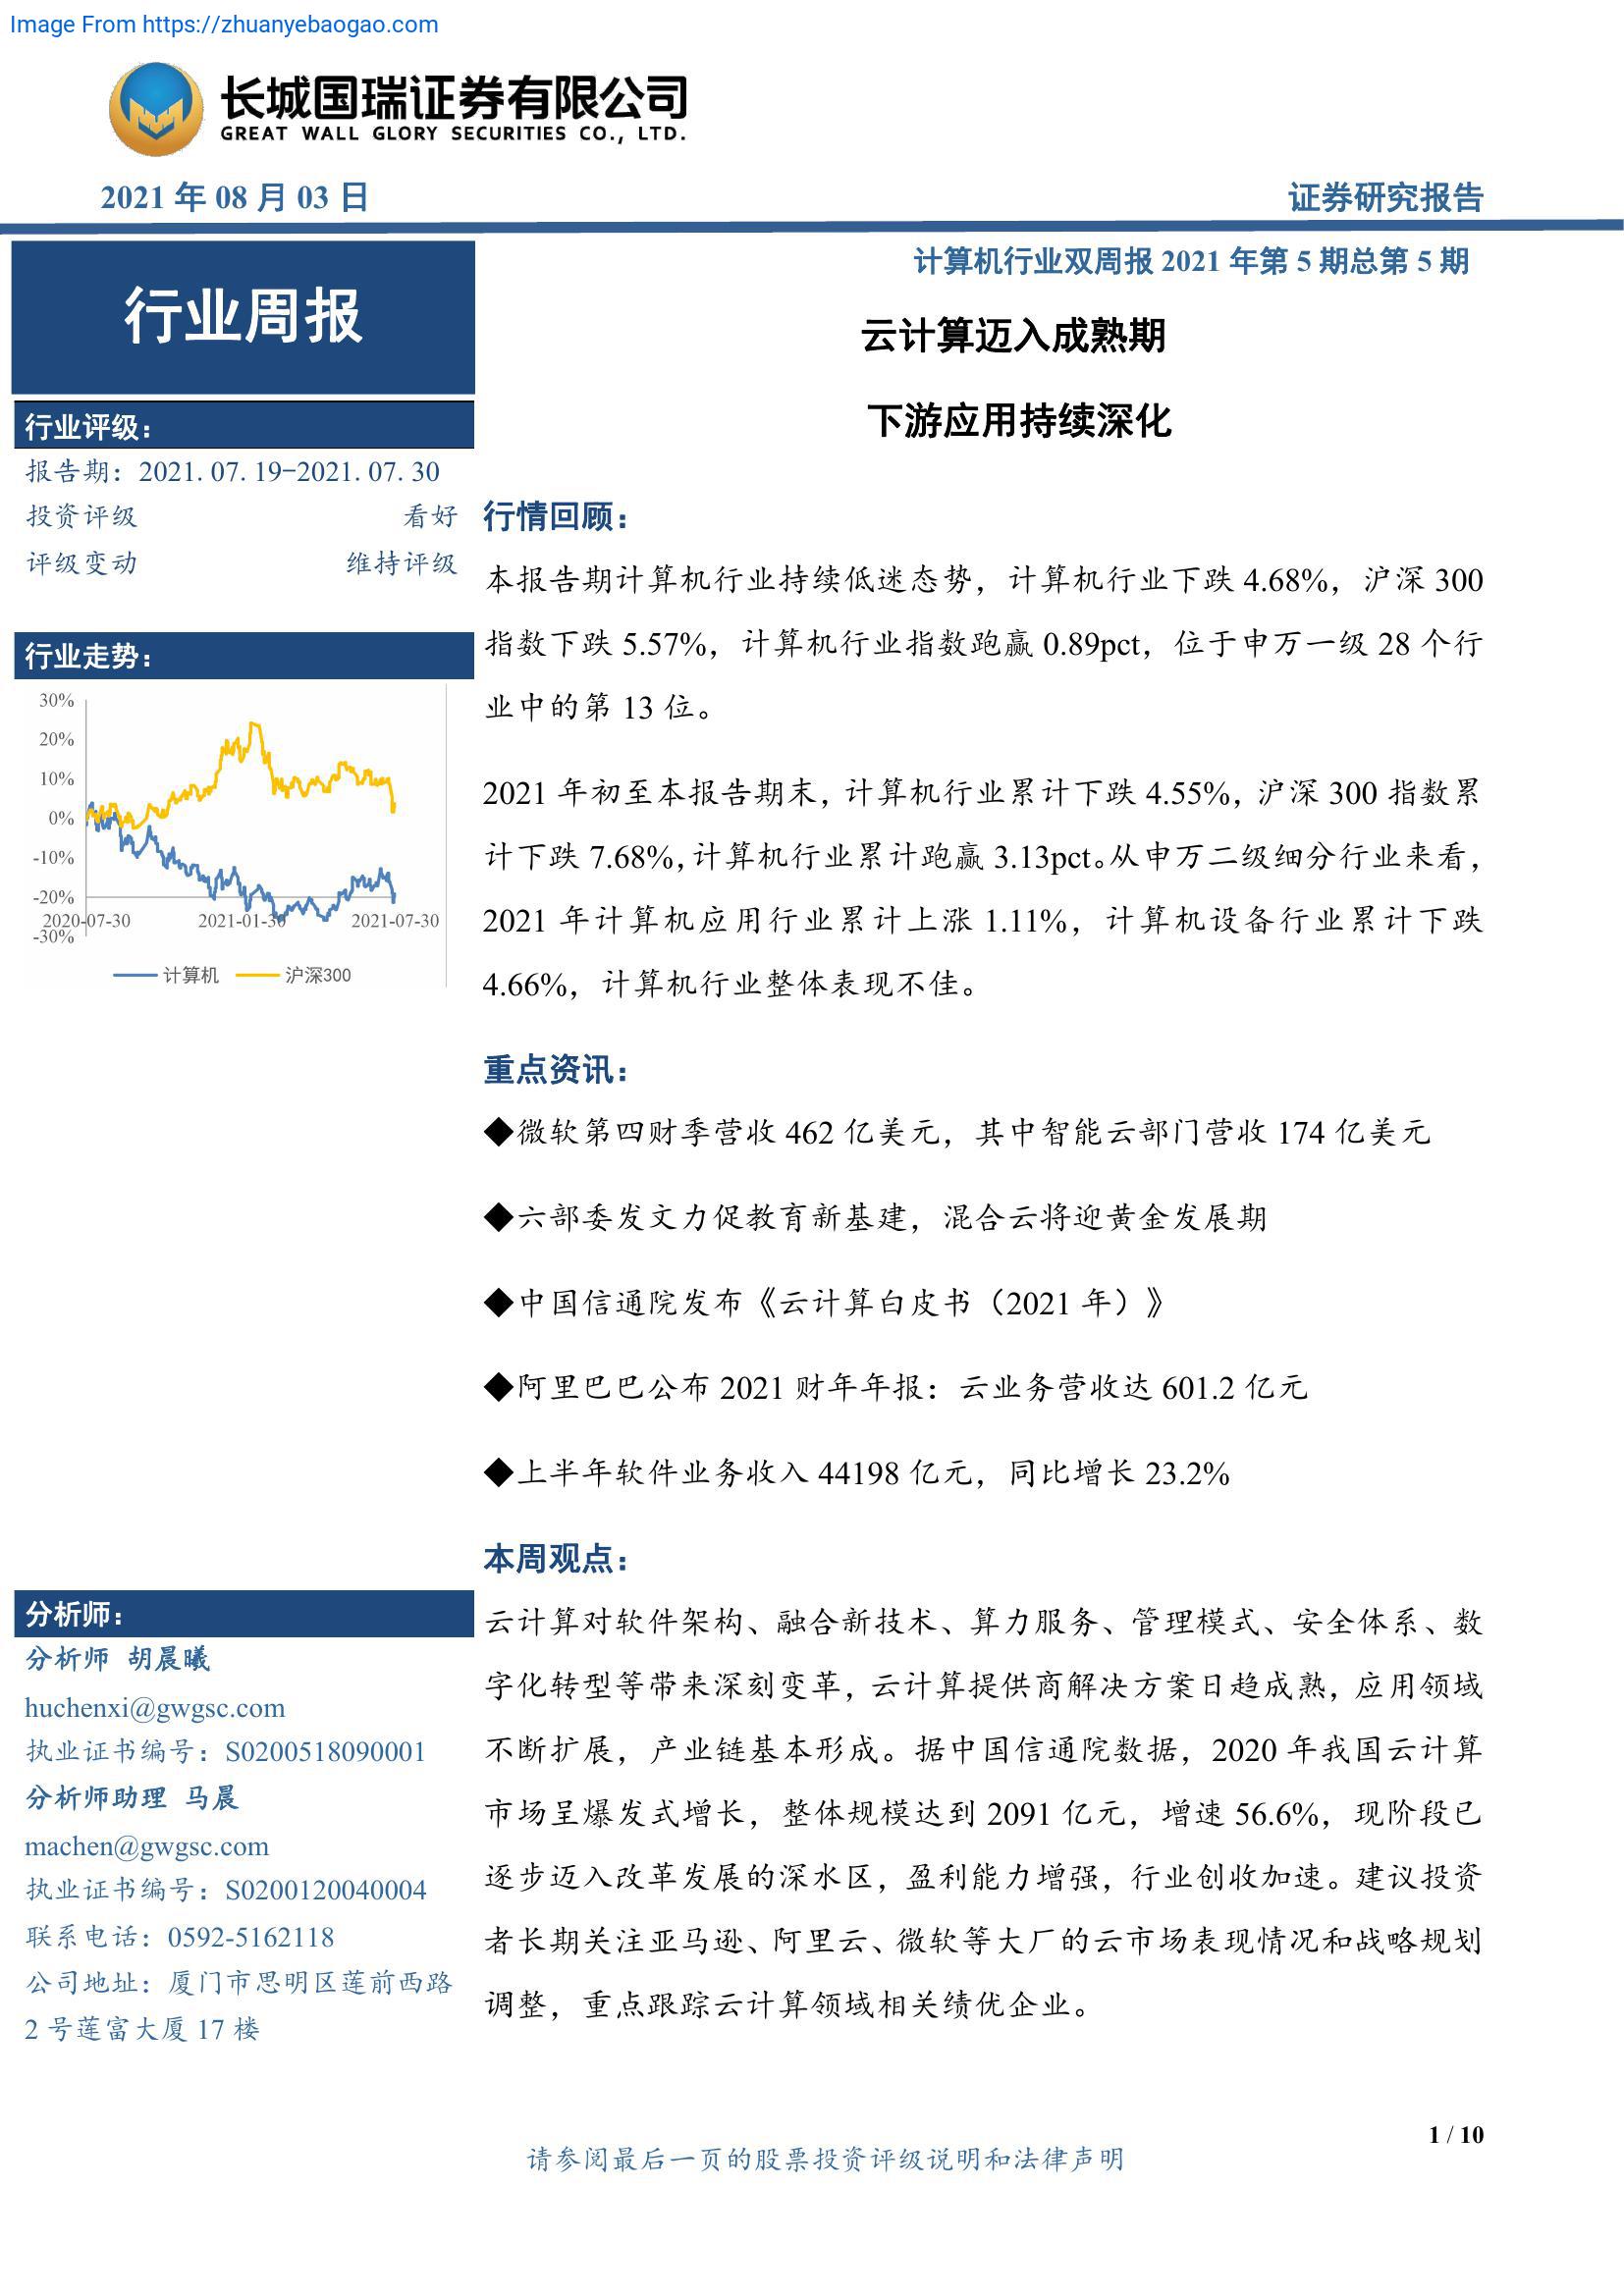 Image From https://zhuanyebaogao.com
长城国瑞证券有限公司
GREAT WALL GLORY SECURITIES CO., LTD.
2021 年 08 月 03 日
证券研究报告
行业周报
行业评级：
报告期：2021.07.19-2021.07.30
投资评级 看好
评级变动 维持评级
行业走势：
30%
20%
10%
0%
-10%
-20%
-30%
2020-07-30 2021-01-30 2021-07-30
计算机 沪深300
分析师：
分析师 胡晨曦
huchenxi@gwgsc.com
执业证书编号：S0200518090001
分析师助理 马晨
machen@gwgsc.com
执业证书编号：S0200120040004
联系电话：0592-5162118
公司地址：厦门市思明区莲前西路
2 号莲富大厦 17 楼
计算机行业双周报 2021 年第 5 期总第 5 期
云计算迈入成熟期
下游应用持续深化
行情回顾：
本报告期计算机行业持续低迷态势，计算机行业下跌 4.68%，沪深 300
指数下跌 5.57%，计算机行业指数跑赢 0.89pct，位于申万一级 28 个行
业中的第 13 位。
2021 年初至本报告期末，计算机行业累计下跌 4.55%，沪深 300 指数累
计下跌 7.68%，计算机行业累计跑赢 3.13pct。从申万二级细分行业来看，
2021 年计算机应用行业累计上涨 1.11%，计算机设备行业累计下跌
4.66%，计算机行业整体表现不佳。
重点资讯：
◆微软第四财季营收 462 亿美元，其中智能云部门营收 174 亿美元
◆六部委发文力促教育新基建，混合云将迎黄金发展期
◆中国信通院发布《云计算白皮书（2021 年）》
◆阿里巴巴公布 2021 财年年报：云业务营收达 601.2 亿元
◆上半年软件业务收入 44198 亿元，同比增长 23.2%
本周观点：
云计算对软件架构、融合新技术、算力服务、管理模式、安全体系、数
字化转型等带来深刻变革，云计算提供商解决方案日趋成熟，应用领域
不断扩展，产业链基本形成。据中国信通院数据，2020 年我国云计算
市场呈爆发式增长，整体规模达到 2091 亿元，增速 56.6%，现阶段已
逐步迈入改革发展的深水区，盈利能力增强，行业创收加速。建议投资
者长期关注亚马逊、阿里云、微软等大厂的云市场表现情况和战略规划
调整，重点跟踪云计算领域相关绩优企业。
1 / 10
请参阅最后一页的股票投资评级说明和法律声明